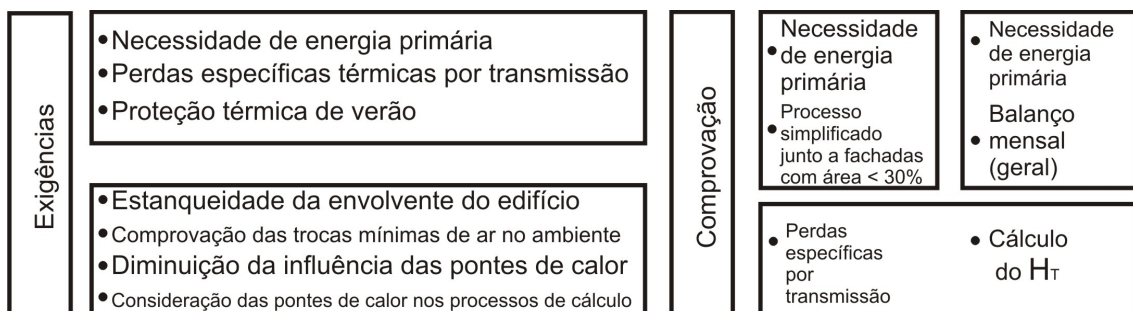 Exigências
• Necessidade de energia primária
• Perdas específicas térmicas por transmissão
• Proteção térmica de verão
• Estanqueidade da envolvente do edifício
• Comprovação das trocas mínimas de ar no ambiente
• Diminuição da influência das pontes de calor
• Consideração das pontes de calor nos processos de cálculo
Comprovação
Necessidade
• de energia
primária
Processo
• simplificado
junto a fachadas
com área < 30%
• Necessidade
de energia
primária
Balanço
• mensal
(geral)
• Perdas
específicas
por
transmissão
• Cálculo
do HT